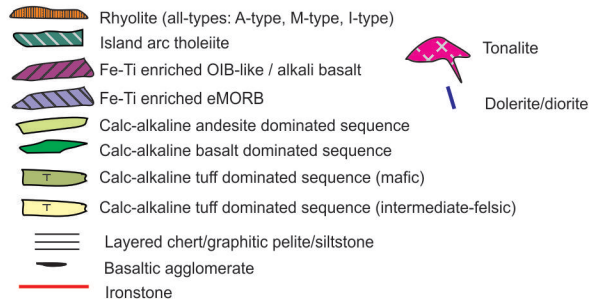 Rhyolite (all-types: A-type, M-type, I-type)
Island arc tholeiite
Fe-Ti enriched OIB-like / alkali basalt
Fe-Ti enriched eMORB
Calc-alkaline andesite dominated sequence
Calc-alkaline basalt dominated sequence
T Calc-alkaline tuff dominated sequence (mafic)
T Calc-alkaline tuff dominated sequence (intermediate-felsic)
Layered chert/graphitic pelite/siltstone
Basaltic agglomerate
Ironstone
Tonalite
Dolerite/diorite